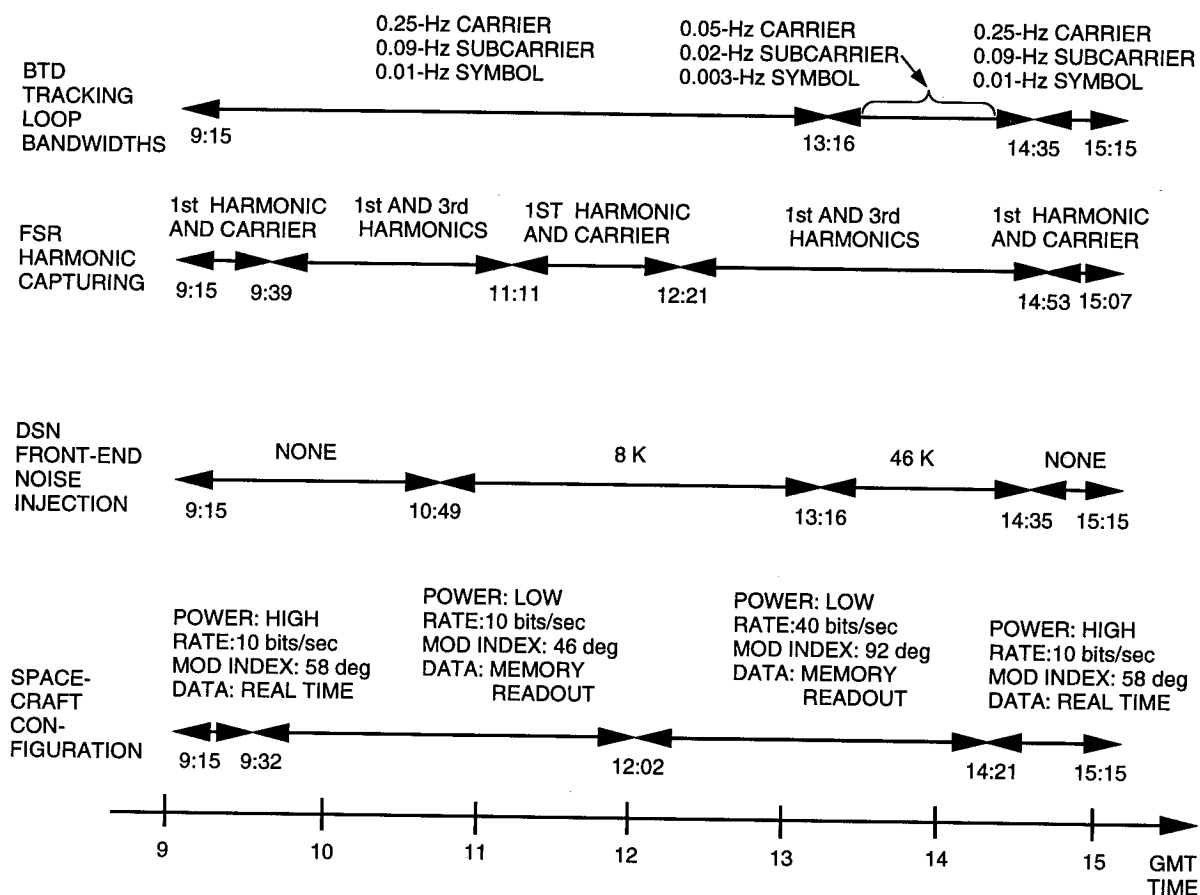 BTD
TRACKING
LOOP
BANDWIDTHS
0.25-Hz CARRIER
0.09-Hz SUBCARRIER
0.01-Hz SYMBOL
0.05-Hz CARRIER
0.02-Hz SUBCARRIER
0.003-Hz SYMBOL
0.25-Hz CARRIER
0.09-Hz SUBCARRIER
0.01-Hz SYMBOL
9:15 13:16 14:35 15:15
FSR
HARMONIC
CAPTURING
1st HARMONIC
AND CARRIER
1st AND 3rd
HARMONICS
1ST HARMONIC
AND CARRIER
1st AND 3rd
HARMONICS
1st HARMONIC
AND CARRIER
9:15 9:39 11:11 12:21 14:53 15:07
DSN
FRONT-END
NOISE
INJECTION
NONE 8 K 46 K NONE
9:15 10:49 13:16 14:35 15:15
SPACE-
CRAFT
CON-
FIGURATION
POWER: HIGH
RATE:10 bits/sec
MOD INDEX: 58 deg
DATA: REAL TIME
POWER: LOW
RATE:10 bits/sec
MOD INDEX: 46 deg
DATA: MEMORY
READOUT
POWER: LOW
RATE:40 bits/sec
MOD INDEX: 92 deg
DATA: MEMORY
READOUT
POWER: HIGH
RATE:10 bits/sec
MOD INDEX: 58 deg
DATA: REAL TIME
9:15 9:32 12:02 14:21 15:15
9 10 11 12 13 14 15 GMT
TIME